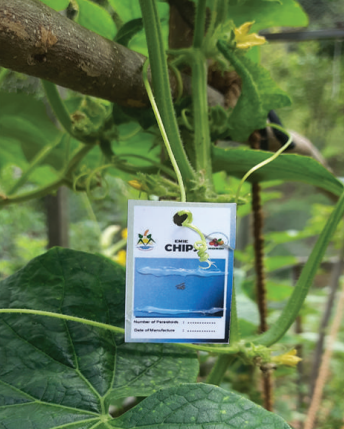 CHIP
Number of Parasitoids : ............
Date of Manufacture : ............